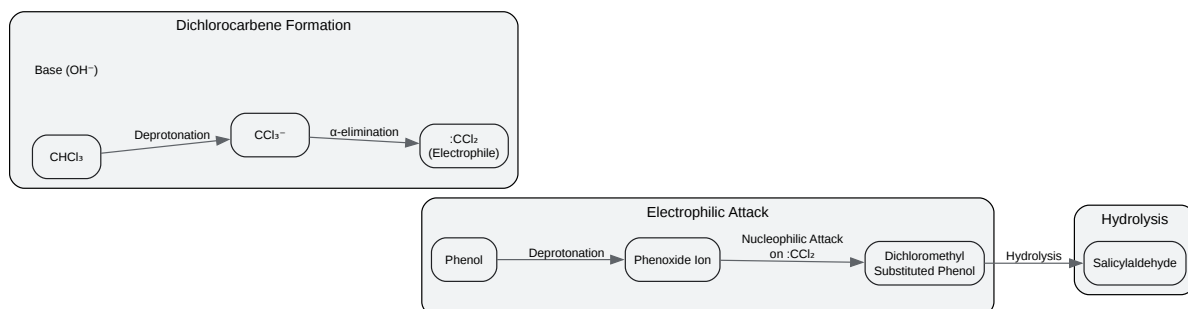 Dichlorocarbene Formation
Base (OH⁻)
CHCl₃
Deprotonation
CCl₃⁻
α-elimination
:CCl₂
(Electrophile)
Electrophilic Attack
Phenol
Deprotonation
Phenoxide Ion
Nucleophilic Attack
on :CCl₂
Dichloromethyl
Substituted Phenol
Hydrolysis
Hydrolysis
Salicylaldehyde